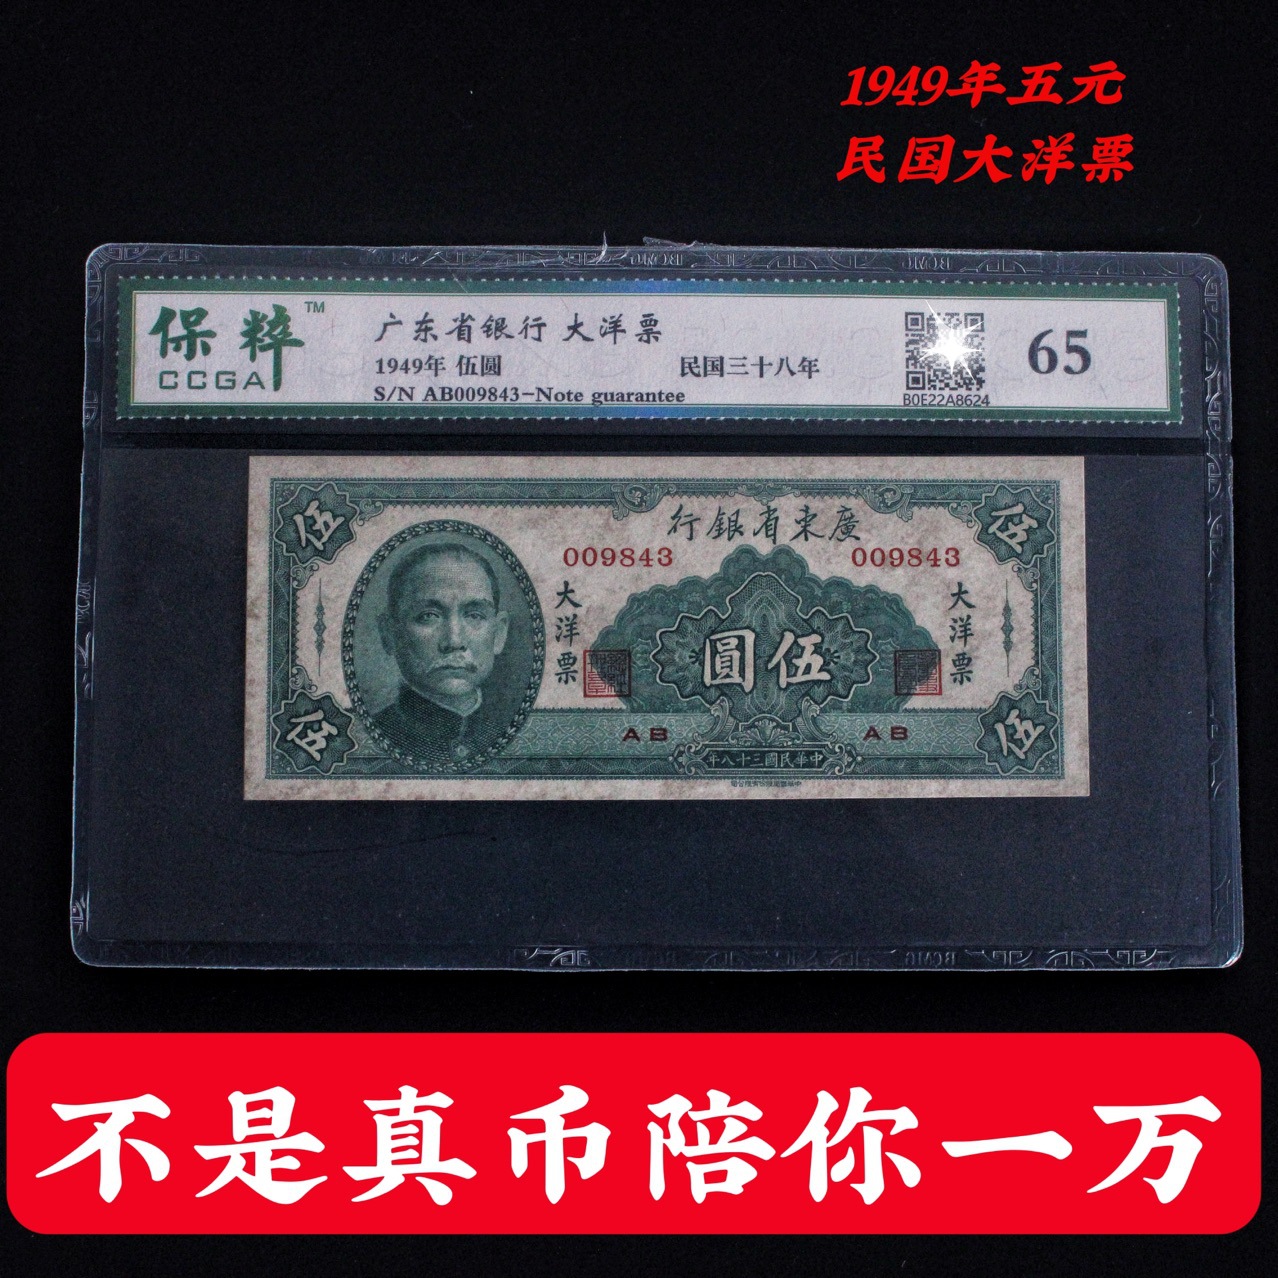 1949年五元
民国大洋票
保粹™
CCGA
广东省银行 大洋票
1949年 伍圆 民国三十八年
S/N AB009843-Note guarantee
B0E22A8624
65
行銀省東廣
伍
伍
009843 009843
大洋票
大洋票
圓伍
AB AB
伍
伍
年八十三國民華中
不是真币陪你一万